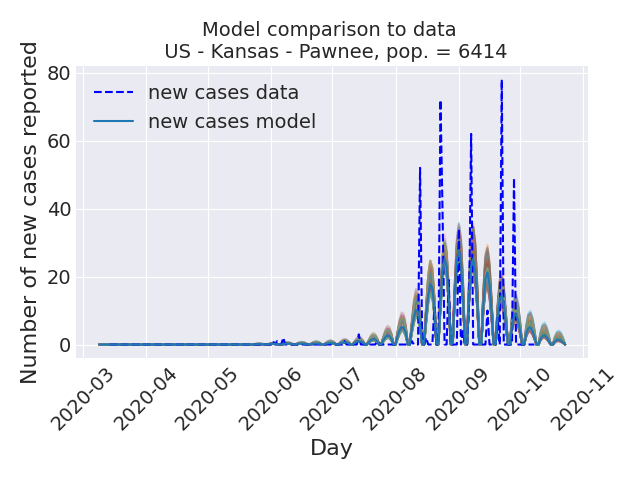 Model comparison to data
US - Kansas - Pawnee, pop. = 6414
Number of new cases reported
80
60
40
20
0
new cases data
new cases model
2020-03
2020-04
2020-05
2020-06
2020-07
2020-08
2020-09
2020-10
2020-11
Day